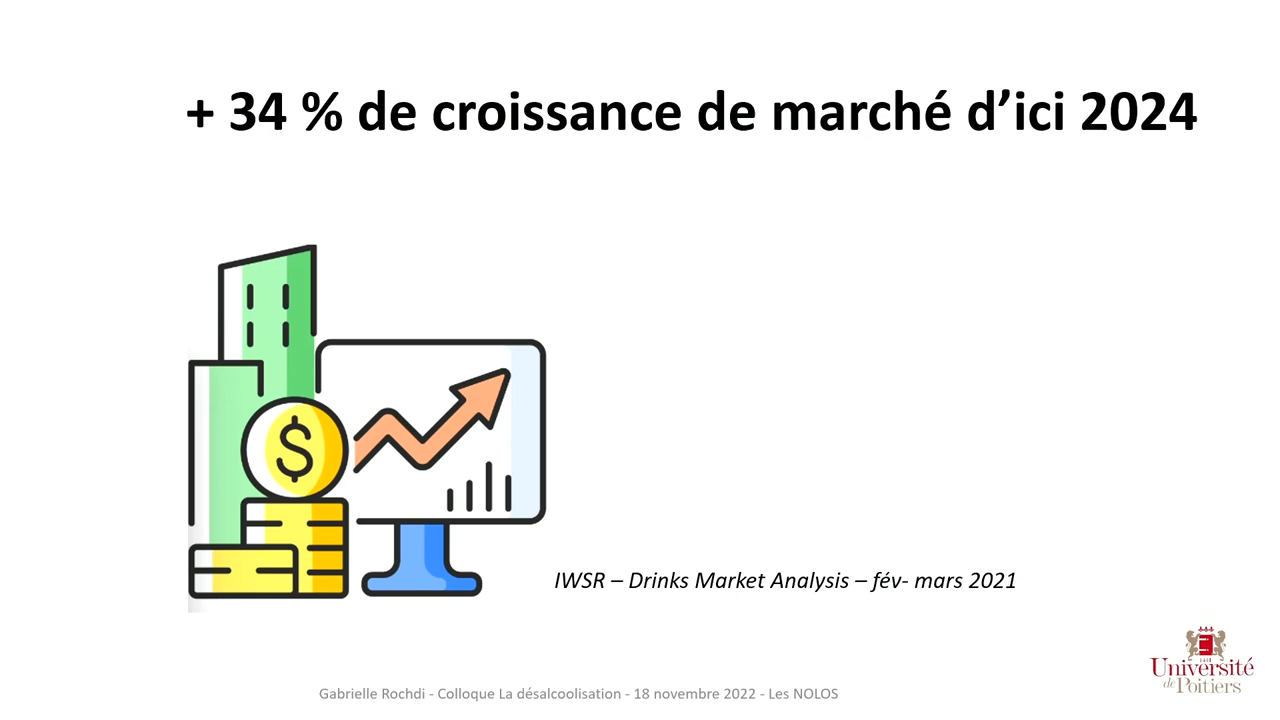 + 34 % de croissance de marché d’ici 2024
$
IWSR – Drinks Market Analysis – fév- mars 2021
Université
de Poitiers
Gabrielle Rochdi - Colloque La désalcoolisation - 18 novembre 2022 - Les NOLOS